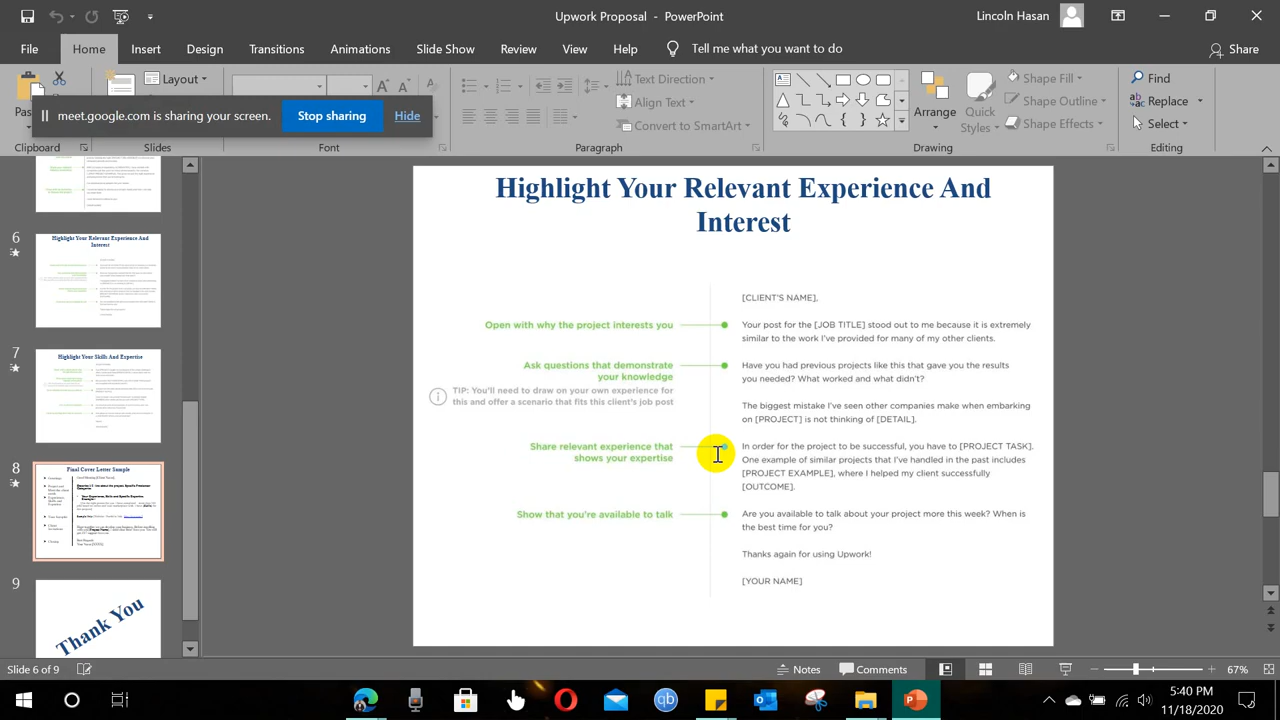 Upwork Proposal - PowerPoint
Lincoln Hasan
File Home Insert Design Transitions Animations Slide Show Review View Help Tell me what you want to do Share
Layout
Text Direction
Align Text
Convert to SmartArt
Arrange
Quick Styles
Shape Fill
Shape Outline
Shape Effects
Find
Replace
Select
meet.google.com is sharing your screen. Stop sharing Hide
Clipboard Slides Font Paragraph Drawing Editing
6
Highlight Your Relevant Experience And
Interest
7
Highlight Your Skills And Expertise
8
Final Cover Letter Sample
9
Thank You
Highlight Your Relevant Experience And
Interest
[CLIENT'S NAME],
Open with why the project interests you
Your post for the [JOB TITLE] stood out to me because it is extremely
similar to the work I've provided for many of my other clients.
Ask questions that demonstrate
your knowledge
TIP: You'll need to draw on your own experience for
this and offer a scenario that fits this client's job post
Have you had previous projects like this that gave you the results
you needed? What worked and what didn't?
The biggest mistake I've seen other companies make when embarking
on [PROJECT] is not thinking of [DETAIL].
Share relevant experience that
shows your expertise
In order for the project to be successful, you have to [PROJECT TASK].
One example of similar projects that I've handled in the past includes
[PROJECT EXAMPLE], where I helped my client successfully
[OUTCOME].
Show that you're available to talk
Are you available to talk about your project more this week? When is
the best time for you?
Thanks again for using Upwork!
[YOUR NAME]
Slide 6 of 9
Notes
Comments
67%
5:40 PM
11/18/2020